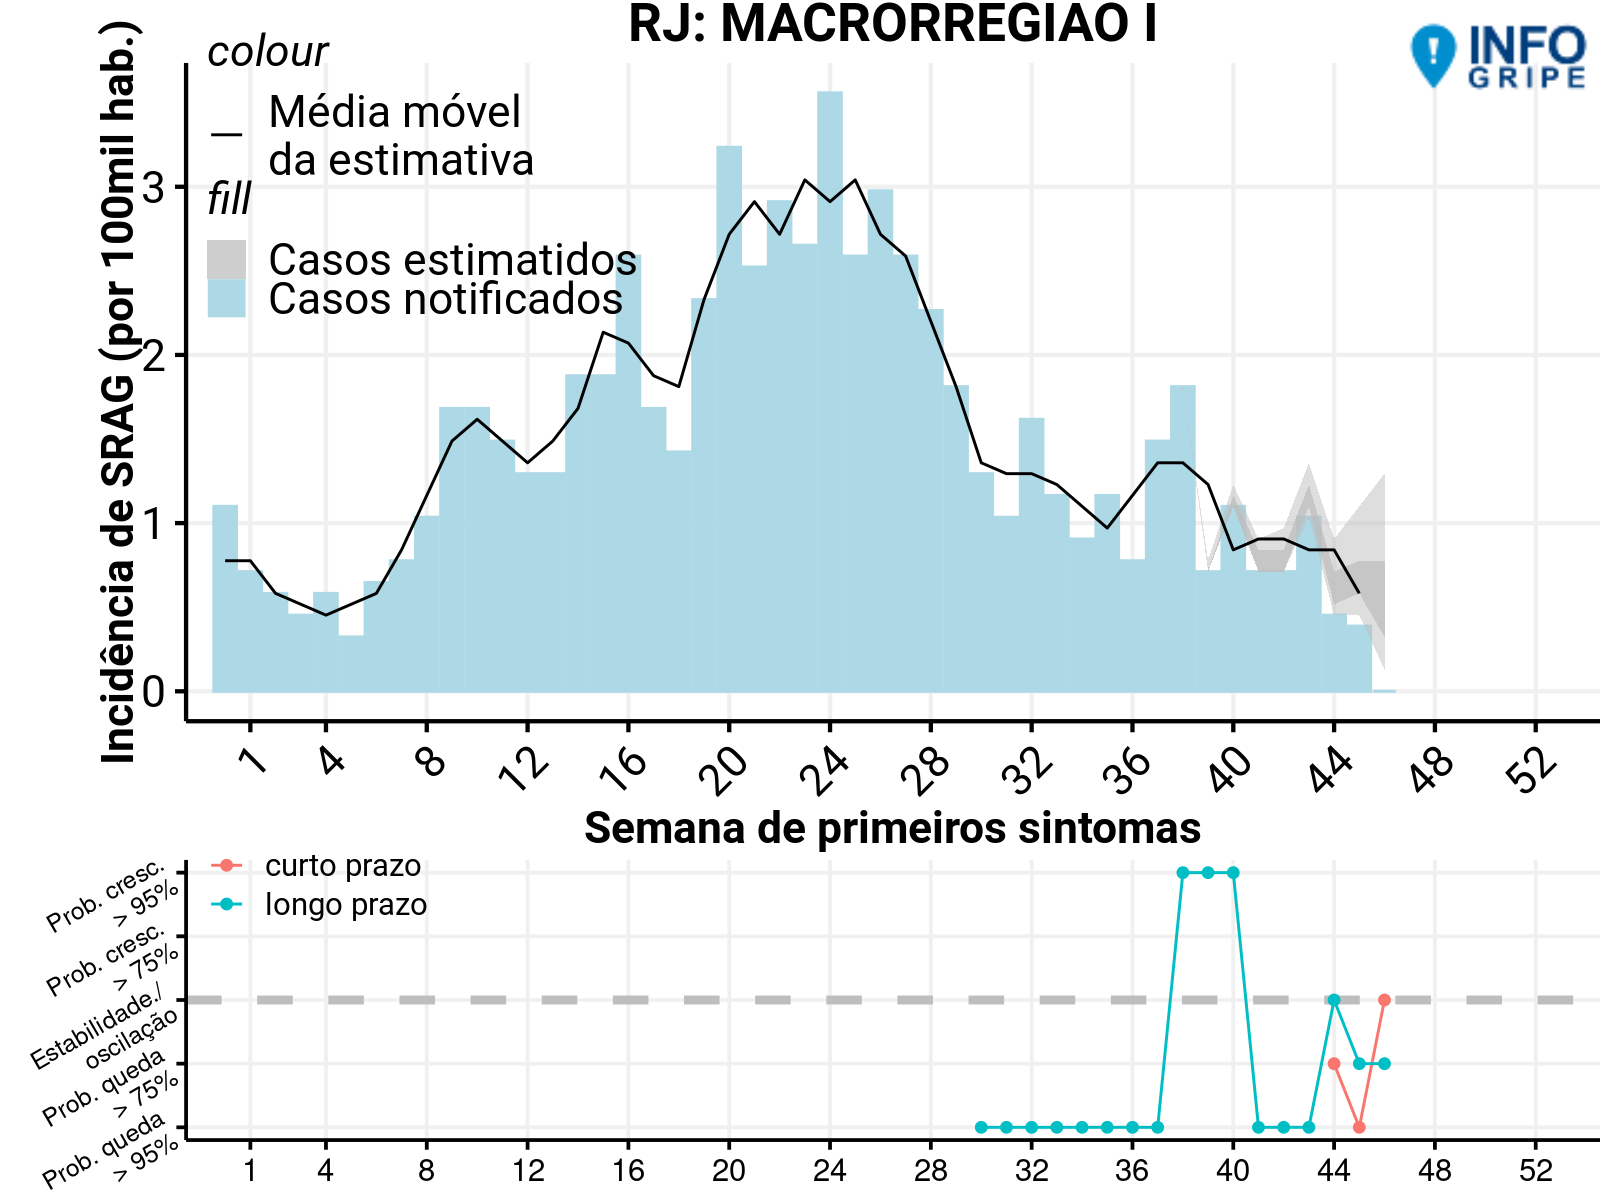 RJ: MACRORREGIAO I
INFO
GRIPE
Incidência de SRAG (por 100mil hab.)
colour
Média móvel
da estimativa
fill
Casos estimatidos
Casos notificados
3
2
1
0
1 4 8 12 16 20 24 28 32 36 40 44 48 52
Semana de primeiros sintomas
curto prazo
longo prazo
Prob. cresc.
> 95%
Prob. cresc.
> 75%
Estabilidade./
oscilação
Prob. queda
> 75%
Prob. queda
> 95%
1 4 8 12 16 20 24 28 32 36 40 44 48 52